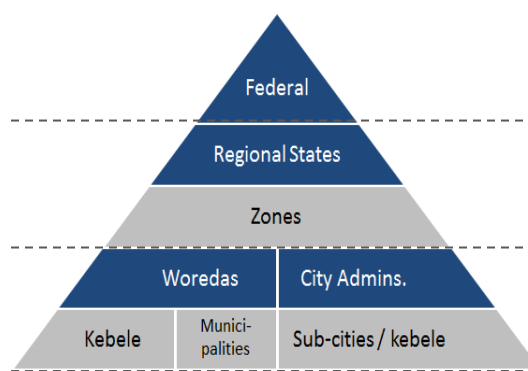 Federal
Regional States
Zones
Woredas
City Admins.
Kebele
Munici-
palities
Sub-cities / kebele